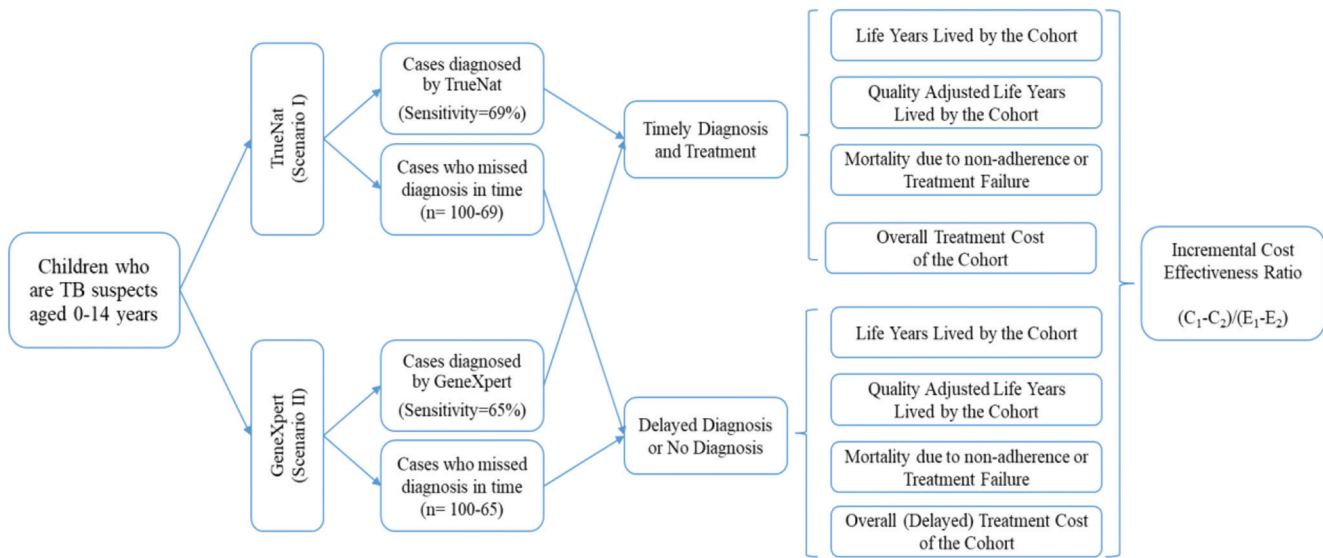 Children who
are TB suspects
aged 0-14 years
TrueNat
(Scenario I)
GeneXpert
(Scenario II)
Cases diagnosed
by TrueNat
(Sensitivity=69%)
Cases who missed
diagnosis in time
(n= 100-69)
Cases diagnosed
by GeneXpert
(Sensitivity=65%)
Cases who missed
diagnosis in time
(n= 100-65)
Timely Diagnosis
and Treatment
Delayed Diagnosis
or No Diagnosis
Life Years Lived by the Cohort
Quality Adjusted Life Years
Lived by the Cohort
Mortality due to non-adherence or
Treatment Failure
Overall Treatment Cost
of the Cohort
Life Years Lived by the Cohort
Quality Adjusted Life Years
Lived by the Cohort
Mortality due to non-adherence or
Treatment Failure
Overall (Delayed) Treatment Cost
of the Cohort
Incremental Cost
Effectiveness Ratio
(C₁-C₂)/(E₁-E₂)